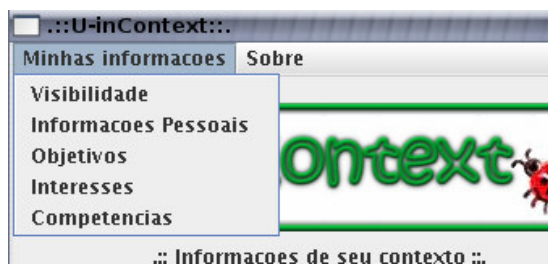 .::U-inContext::.
Minhas informacoes Sobre
Visibilidade
Informacoes Pessoais
Objetivos
Interesses
Competencias
ontext
.:: Informacoes de seu contexto ::.